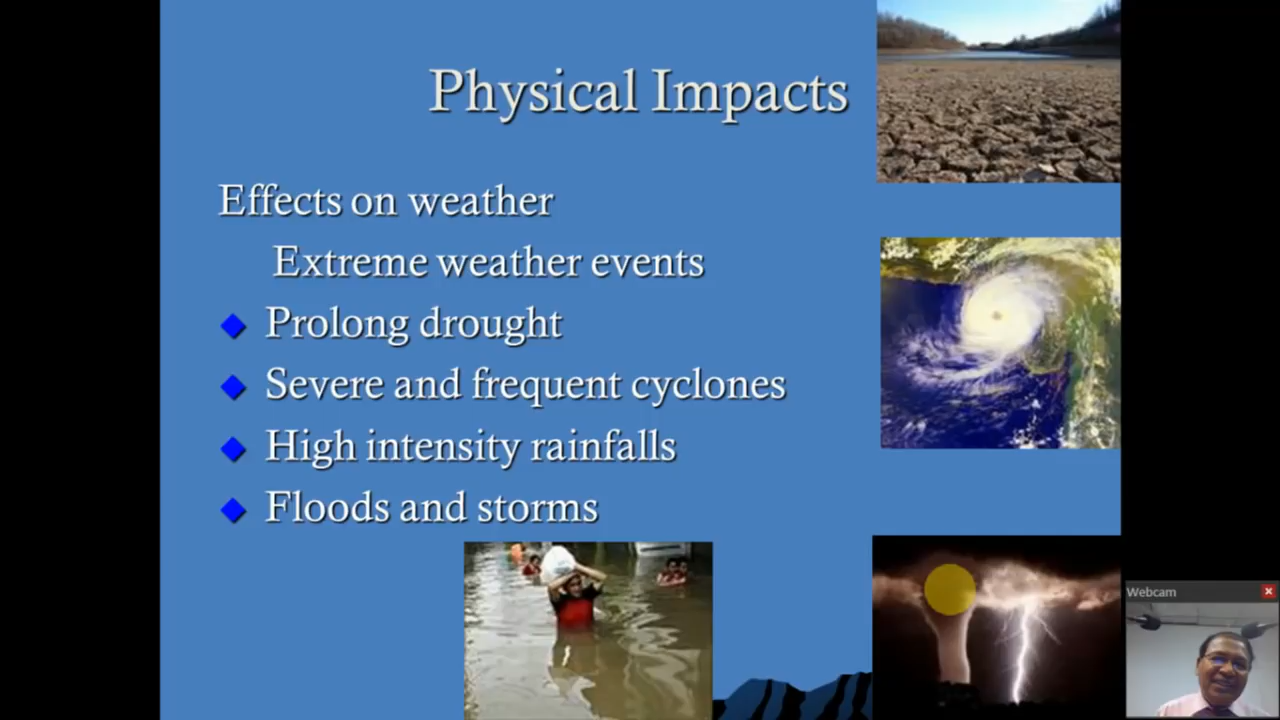 Physical Impacts
Effects on weather
Extreme weather events
Prolong drought
Severe and frequent cyclones
High intensity rainfalls
Floods and storms
Webcam